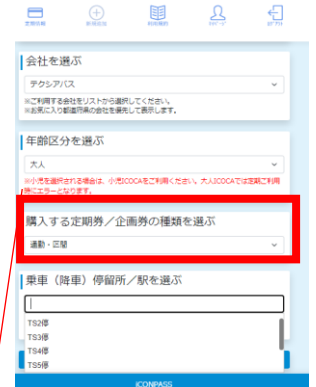 定期券購入
新規追加
利用規約
ﾏｲﾍﾟｰｼﾞ
ﾛｸﾞｱｳﾄ
会社を選ぶ
テクシアバス
※ご利用する会社をリストから選択してください。
※お気に入り都道府県の会社を優先して表示します。
年齢区分を選ぶ
大人
※小児を選択される場合は、小児ICOCAをご利用ください。大人ICOCAでは定期ご利用
時にエラーとなります。
購入する定期券／企画券の種類を選ぶ
通勤・区間
乗車（降車）停留所／駅を選ぶ
TS2停
TS3停
TS4停
TS5停
iCONPASS